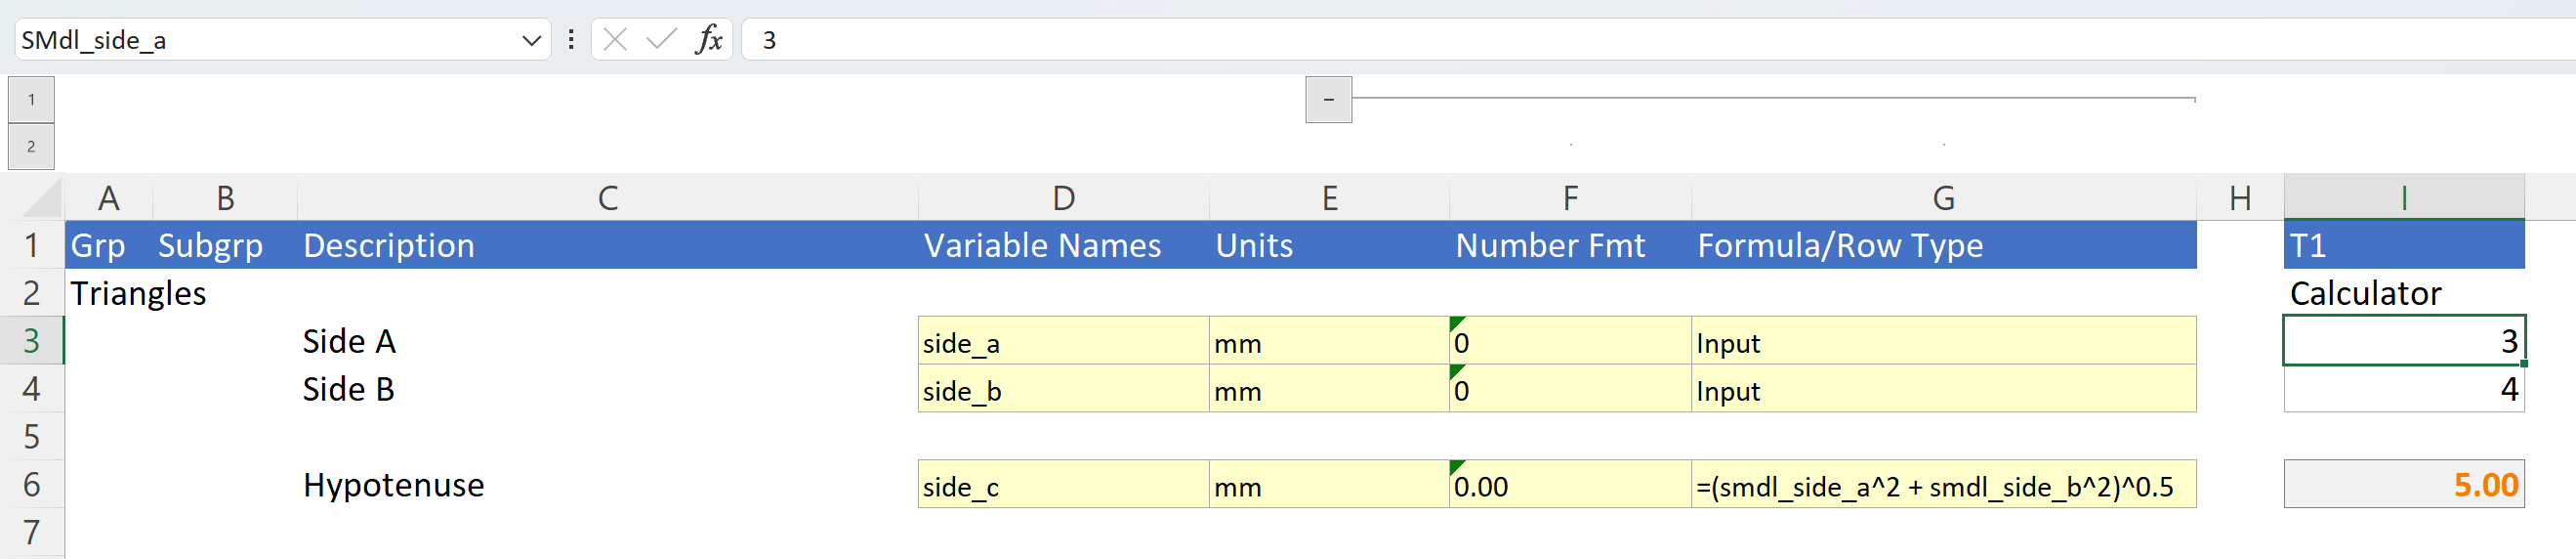 SMdl_side_a fx 3
1
2
A B C D E F G H I
1 Grp Subgrp Description Variable Names Units Number Fmt Formula/Row Type T1
2 Triangles Calculator
3 Side A side_a mm 0 Input 3
4 Side B side_b mm 0 Input 4
5
6 Hypotenuse side_c mm 0.00 =(smdl_side_a^2 + smdl_side_b^2)^0.5 5.00
7